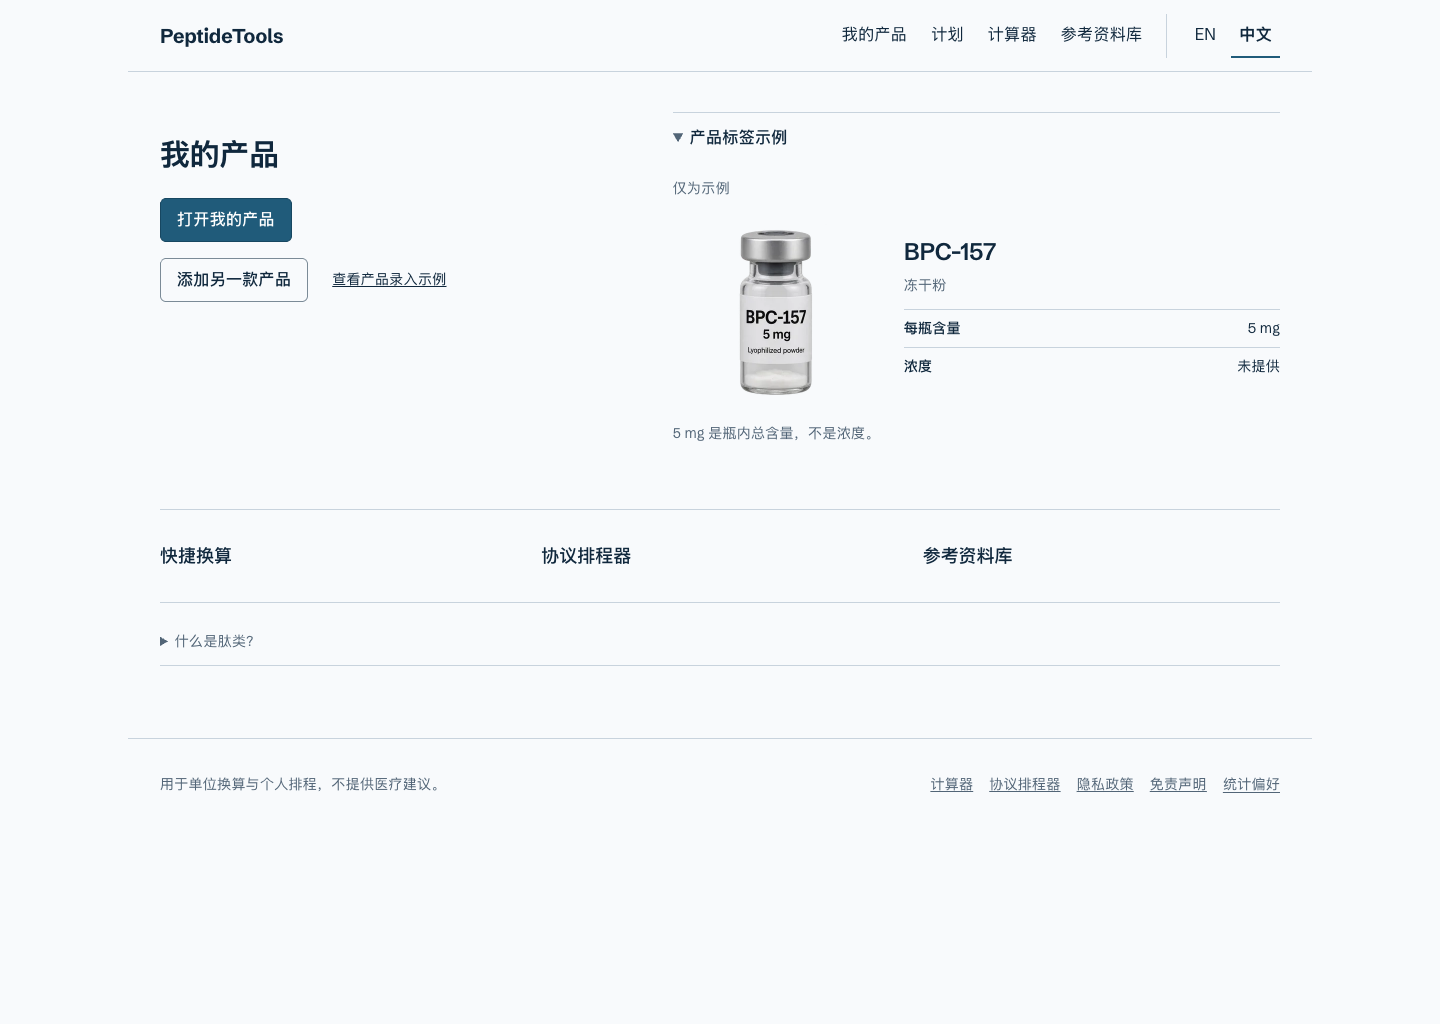 PeptideTools
我的产品 计划 计算器 参考资料库 EN 中文
我的产品
打开我的产品
添加另一款产品 查看产品录入示例
▼ 产品标签示例
仅为示例
BPC-157
5 mg
Lyophilized powder
BPC-157
冻干粉
每瓶含量 5 mg
浓度 未提供
5 mg 是瓶内总含量，不是浓度。
快捷换算 协议排程器 参考资料库
▶ 什么是肽类?
用于单位换算与个人排程，不提供医疗建议。
计算器 协议排程器 隐私政策 免责声明 统计偏好